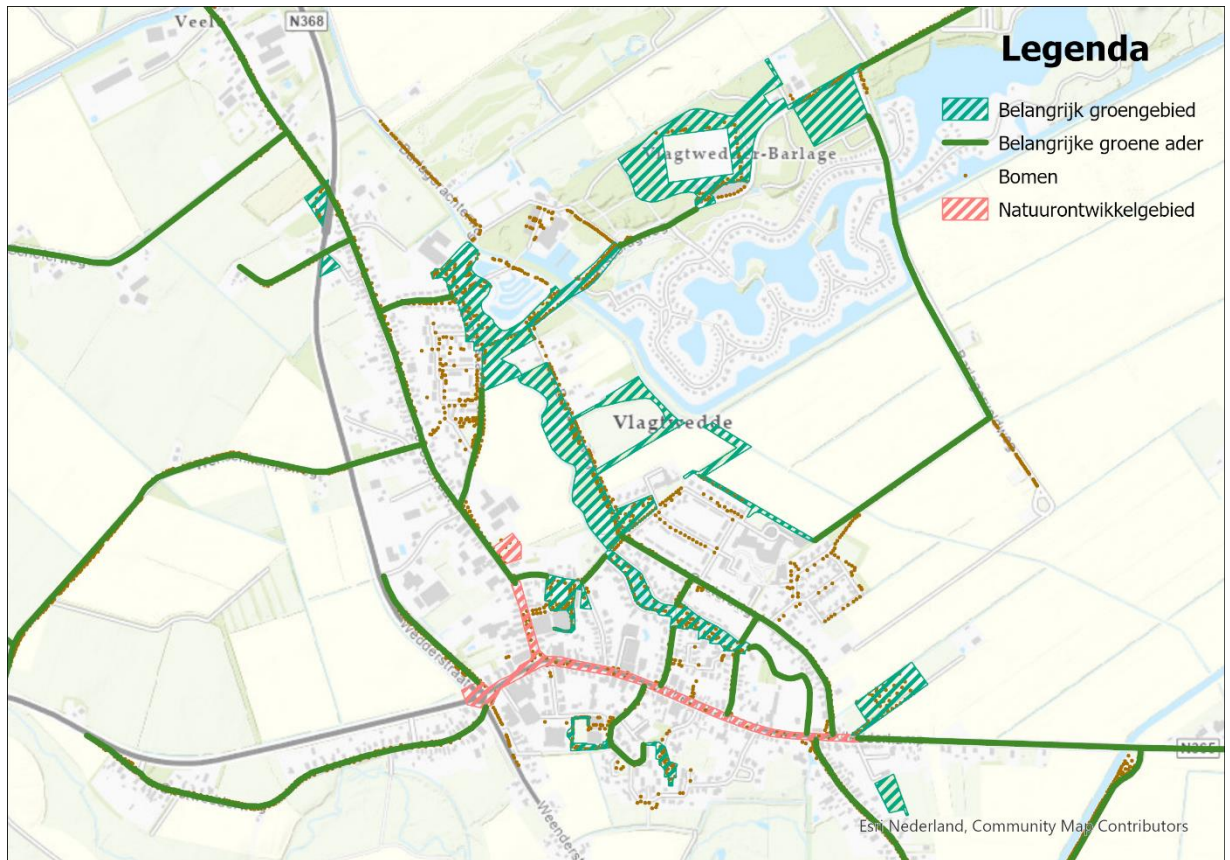 Veele
N368
Legenda
Belangrijk groengebied
Belangrijke groene ader
Bomen
Natuurontwikkelgebied
Vlagtwedder-Barlage
Vlagtwedde
Wedderstraat
N365
Esri Nederland, Community Map Contributors